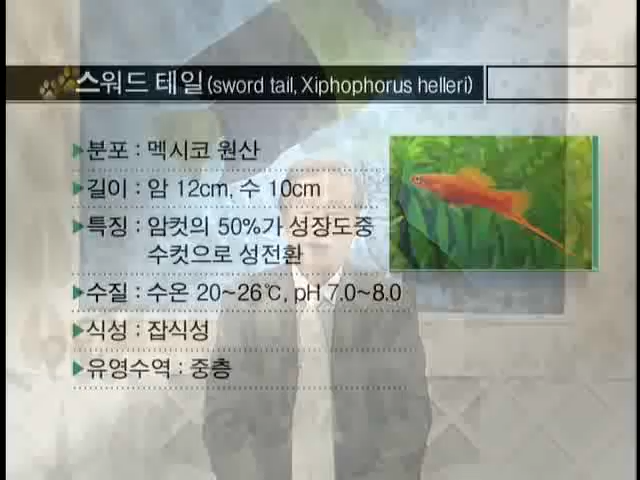 스워드 테일(sword tail, Xiphophorus helleri)
▶분포 : 멕시코 원산
▶길이 : 암 12cm, 수 10cm
▶특징 : 암컷의 50%가 성장도중
수컷으로 성전환
▶수질 : 수온 20~26℃, pH 7.0~8.0
▶식성 : 잡식성
▶유영수역 : 중층